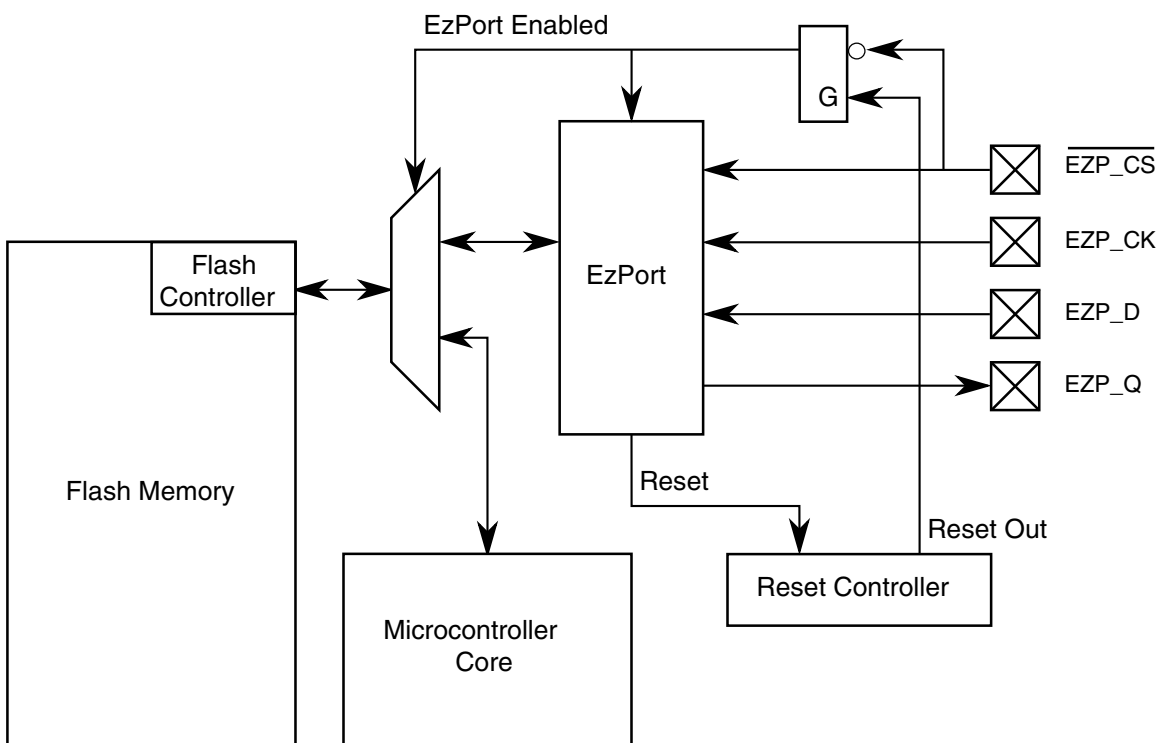 EzPort Enabled
G
EZP_CS
EZP_CK
EZP_D
EZP_Q
Flash
Controller
EzPort
Flash Memory
Reset
Reset Out
Reset Controller
Microcontroller
Core